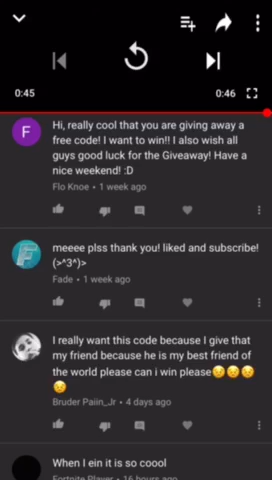 0:45
0:46
F
Hi, really cool that you are giving away a
free code! I want to win!! I also wish all
guys good luck for the Giveaway! Have a
nice weekend! :D
Flo Knoe • 1 week ago
F
meeee plss thank you! liked and subscribe!
(>^3^)>
Fade • 1 week ago
I really want this code because I give that
my friend because he is my best friend of
the world please can i win please😟😟😟
😟
Bruder Paiin_Jr • 4 days ago
When I ein it is so coool
Fortnite Player • 16 hours ago